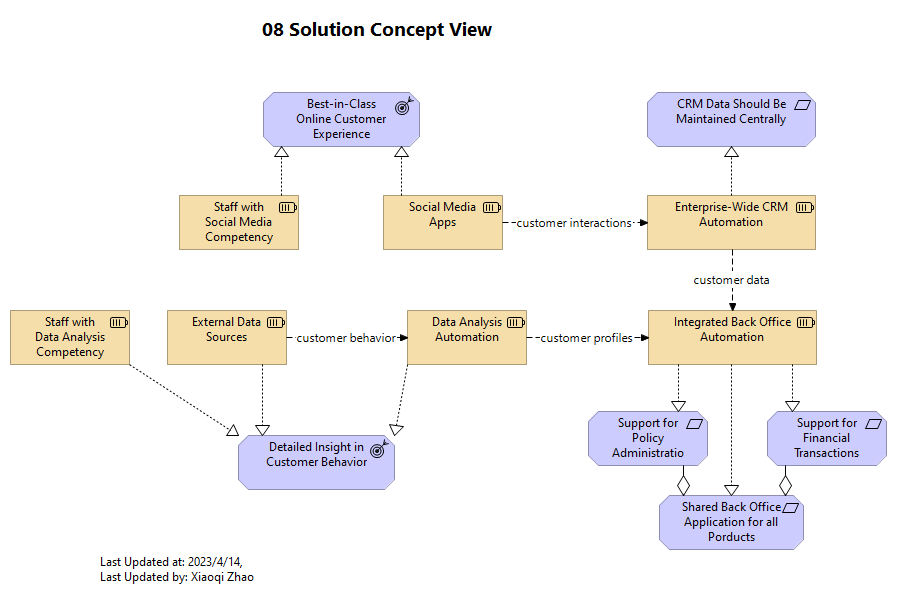 08 Solution Concept View
Best-in-Class
Online Customer
Experience
CRM Data Should Be
Maintained Centrally
Staff with
Social Media
Competency
Social Media
Apps
customer interactions
Enterprise-Wide CRM
Automation
customer data
Staff with
Data Analysis
Competency
External Data
Sources
customer behavior
Data Analysis
Automation
customer profiles
Integrated Back Office
Automation
Detailed Insight in
Customer Behavior
Support for
Policy
Administratio
Support for
Financial
Transactions
Shared Back Office
Application for all
Porducts
Last Updated at: 2023/4/14,
Last Updated by: Xiaoqi Zhao